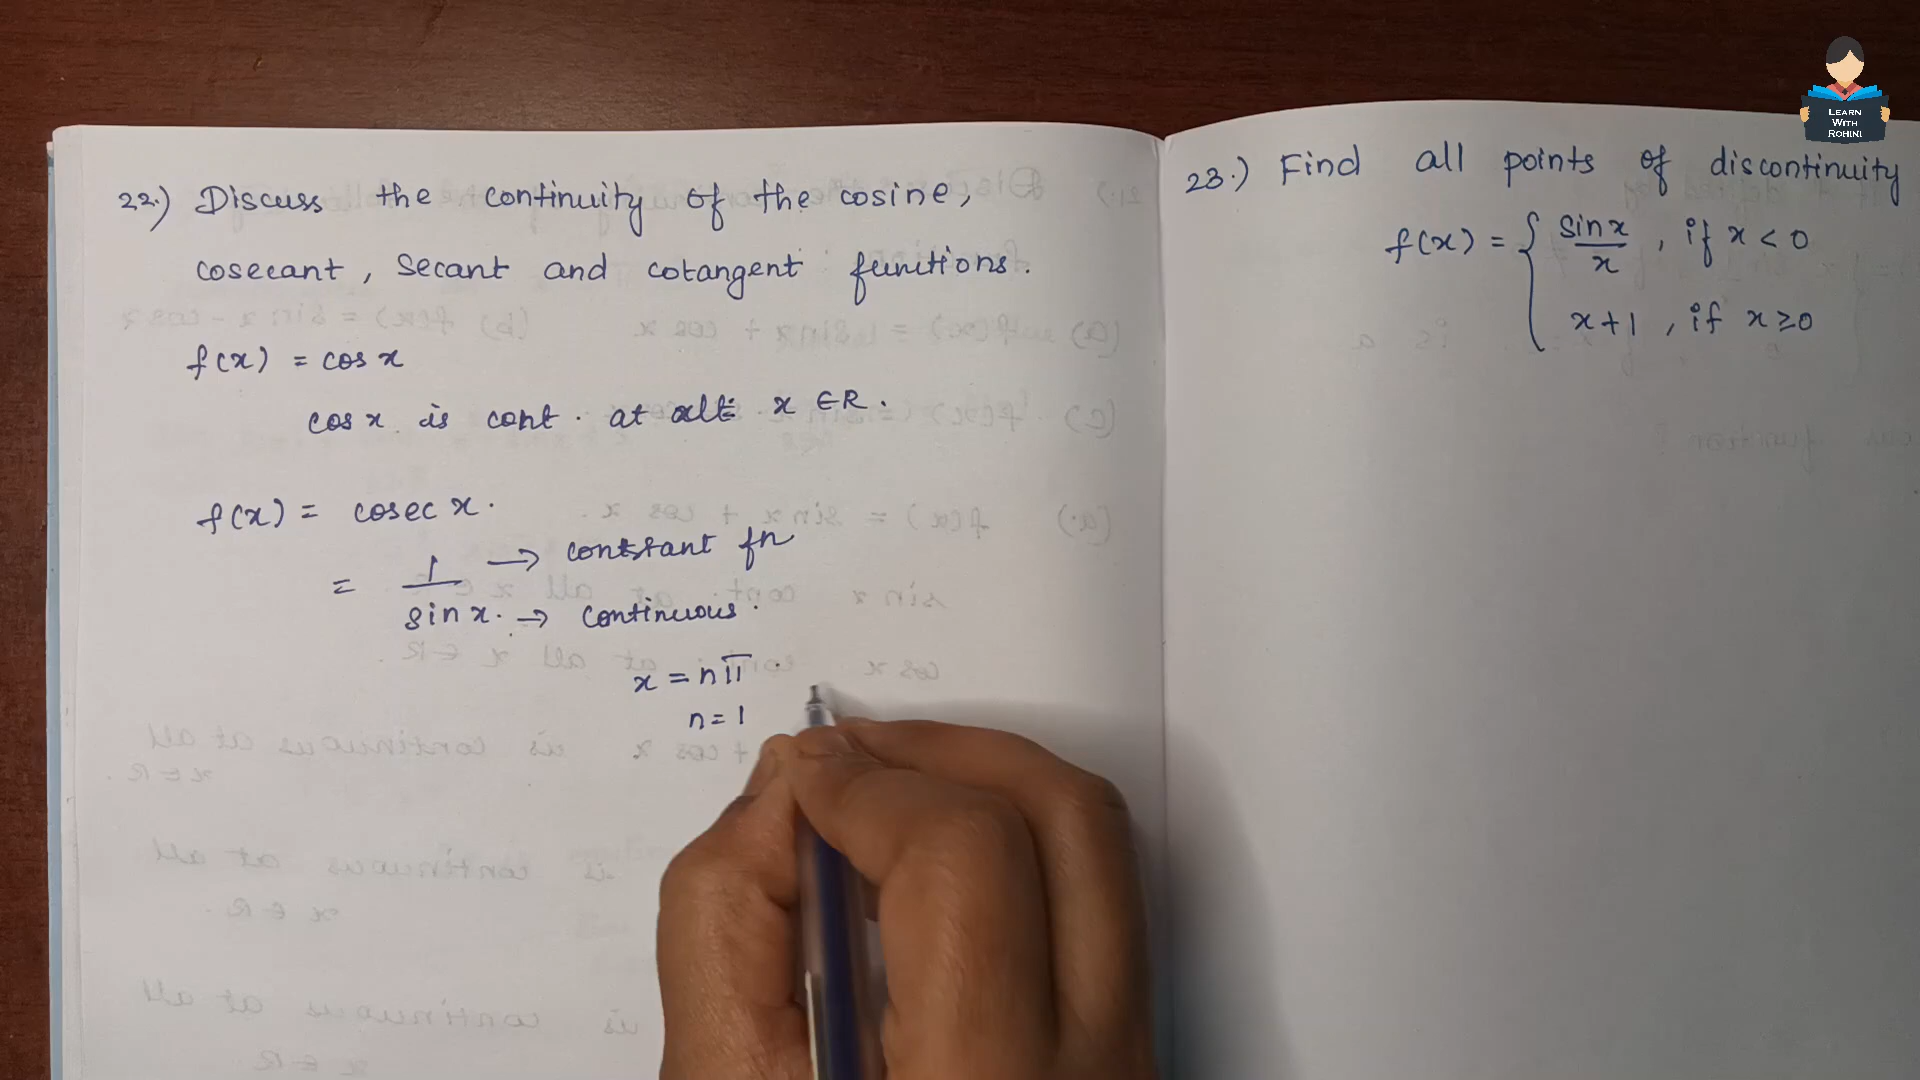 22.) Discuss the continuity of the cosine,
cosecant, secant and cotangent functions.
f(x) = cos x
cos x is cont. at all x ∈ R.
f(x) = cosec x.
= 1/sin x. → constant fn
→ continuous.
x = nπ
n = 1
23.) Find all points of discontinuity
f(x) = { sin x/x , if x < 0
x+1 , if x ≥ 0
LEARN
WITH
ROHINI